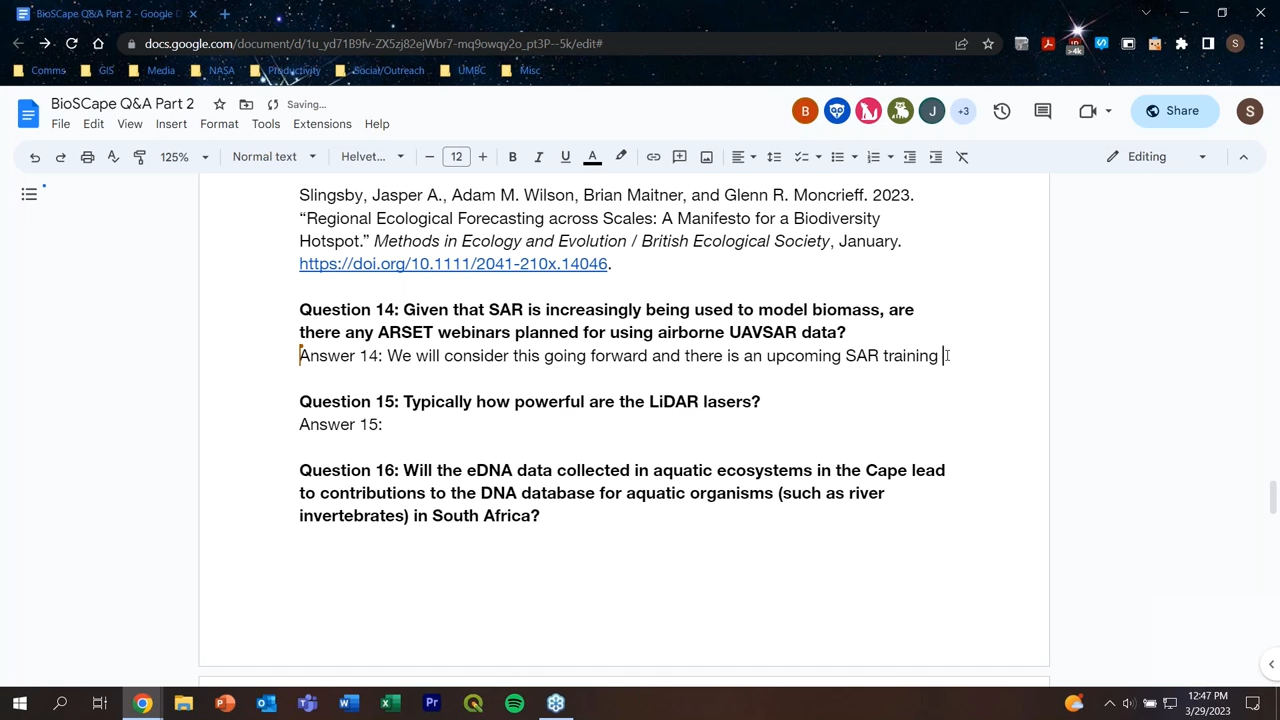 BioSCape Q&A Part 2 - Google D
docs.google.com/document/d/1u_yd71B9fv-ZX5zj82ejWbr7-mq9owqy2o_pt3P--5k/edit#
>4k
S
Comms GIS Media NASA Productivity Social/Outreach UMBC Misc
BioSCape Q&A Part 2 Saving...
B J +3 Share S
File Edit View Insert Format Tools Extensions Help
125% Normal text Helvet... 12 B I U A Editing
Slingsby, Jasper A., Adam M. Wilson, Brian Maitner, and Glenn R. Moncrieff. 2023.
“Regional Ecological Forecasting across Scales: A Manifesto for a Biodiversity
Hotspot.” Methods in Ecology and Evolution / British Ecological Society, January.
https://doi.org/10.1111/2041-210x.14046.
Question 14: Given that SAR is increasingly being used to model biomass, are
there any ARSET webinars planned for using airborne UAVSAR data?
Answer 14: We will consider this going forward and there is an upcoming SAR training
Question 15: Typically how powerful are the LiDAR lasers?
Answer 15:
Question 16: Will the eDNA data collected in aquatic ecosystems in the Cape lead
to contributions to the DNA database for aquatic organisms (such as river
invertebrates) in South Africa?
12:47 PM
3/29/2023